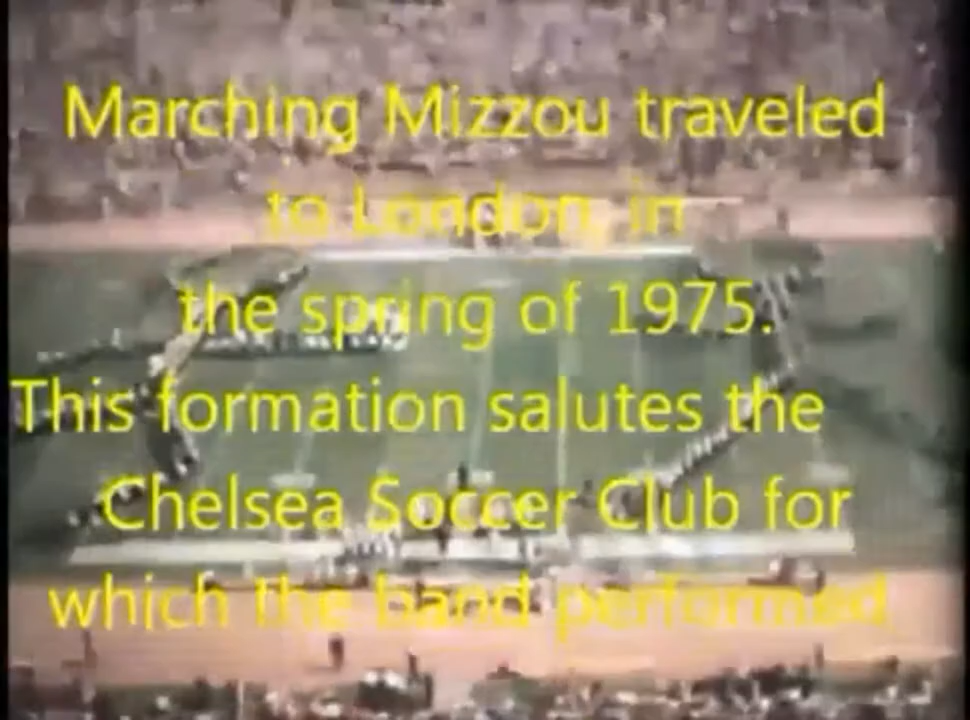 Marching Mizzou traveled
to London, in
the spring of 1975.
This formation salutes the
Chelsea Soccer Club for
which the band performed